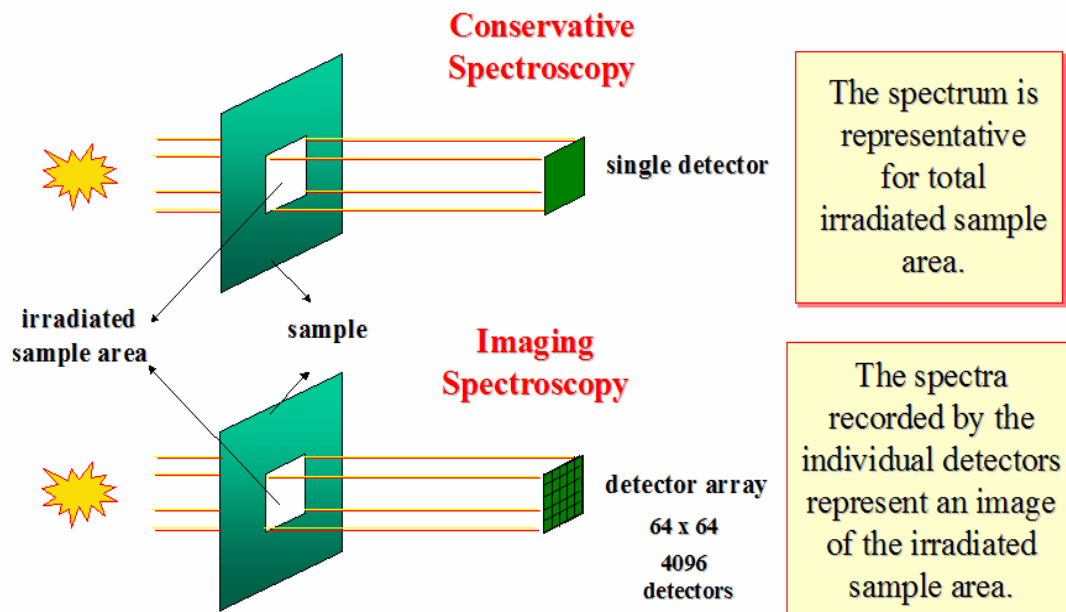 Conservative
Spectroscopy
single detector
The spectrum is
representative
for total
irradiated sample
area.
irradiated
sample area
sample
Imaging
Spectroscopy
detector array
64 x 64
4096
detectors
The spectra
recorded by the
individual detectors
represent an image
of the irradiated
sample area.